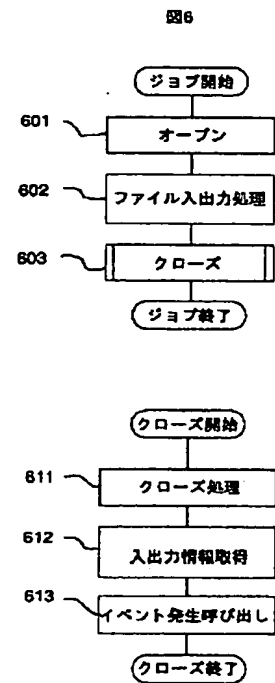 図6
ジョブ開始
601
オープン
602
ファイル入出力処理
603
クローズ
ジョブ終了
クローズ開始
611
クローズ処理
612
入出力情報取得
613
イベント発生呼び出し
クローズ終了